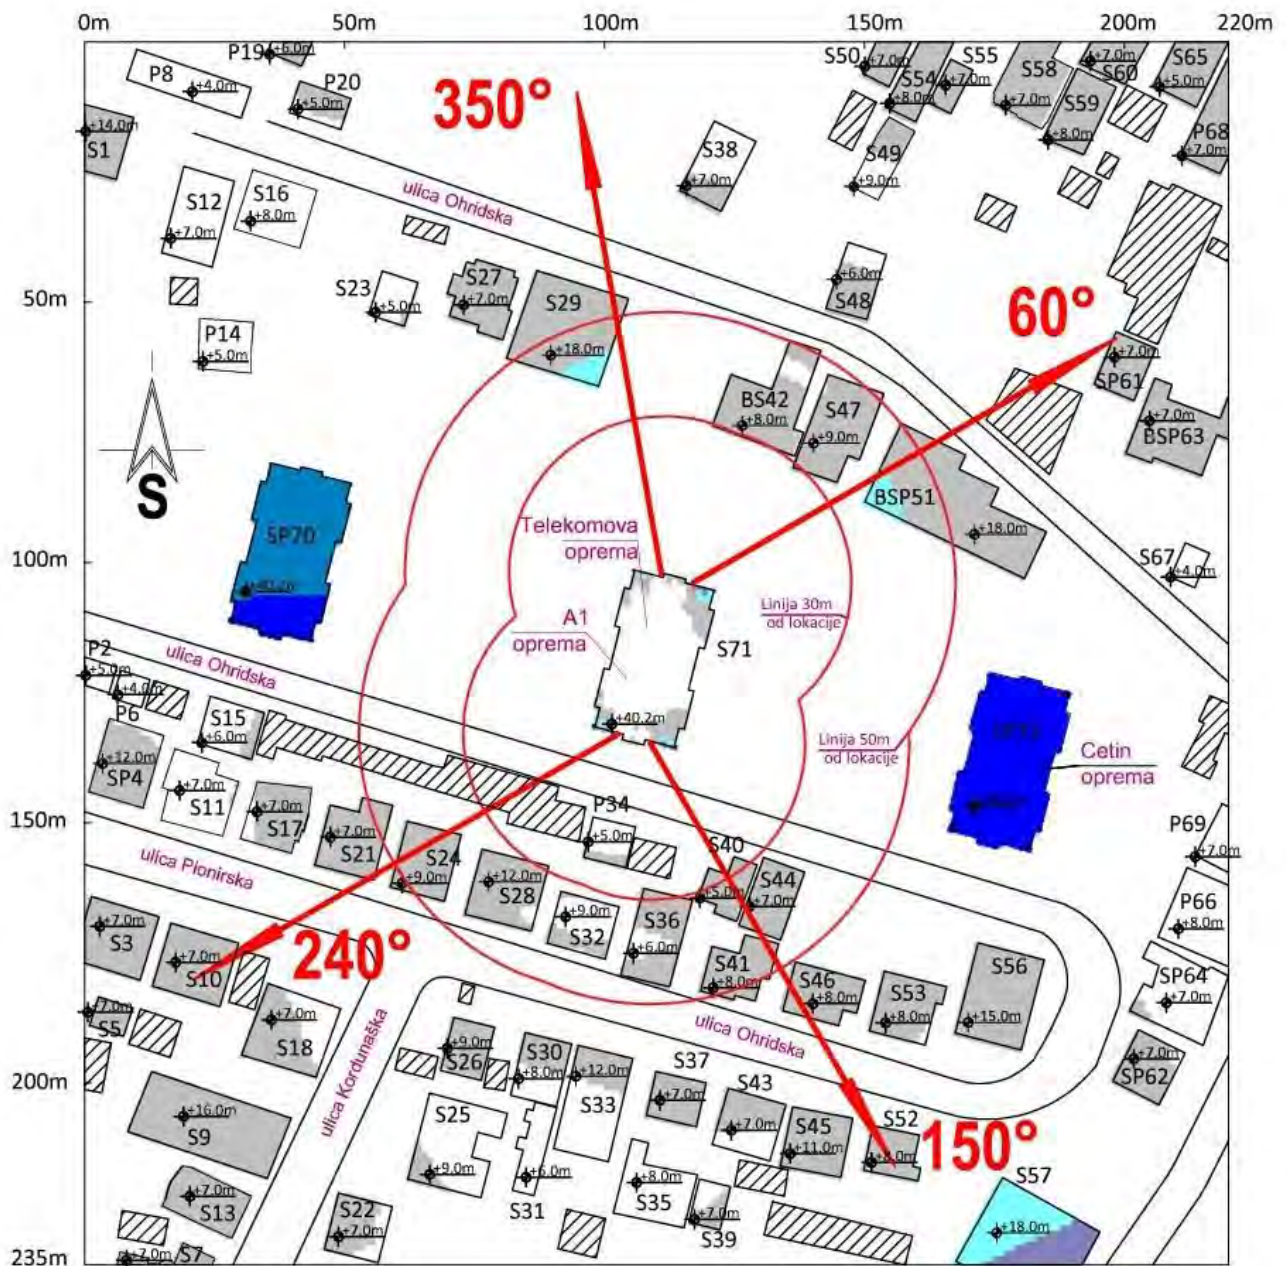 0m
50m
100m
150m
200m
220m
P19
+6.0m
P8
+4.0m
P20
+5.0m
350°
S50
+7.0m
S54
+8.0m
S55
+7.0m
S58
+7.0m
+7.0m
S60
S65
+5.0m
S59
+8.0m
P68
+7.0m
+14.0m
S1
S38
+7.0m
S49
+9.0m
ulica Ohridska
S12
+7.0m
S16
+8.0m
S23
+5.0m
S27
+7.0m
S29
+18.0m
+6.0m
S48
50m
60°
P14
+5.0m
+7.0m
SP61
BS42
+8.0m
S47
+9.0m
+7.0m
BSP63
S
BSP51
+18.0m
SP70
Telekomova
oprema
100m
S67
+4.0m
Linija 30m
od lokacije
A1
oprema
S71
+40.2m
ulica Ohridska
P2
+5.0m
+4.0m
P6
S15
+6.0m
Linija 50m
od lokacije
Cetin
oprema
+12.0m
SP4
+7.0m
S11
+7.0m
S17
+7.0m
S21
150m
P34
+5.0m
P69
+7.0m
ulica Pionirska
S24
+9.0m
+12.0m
S28
S40
+5.0m
S44
+7.0m
P66
+8.0m
+9.0m
S32
S36
+6.0m
+7.0m
S3
240°
+7.0m
S10
S41
+8.0m
S46
+8.0m
S53
+8.0m
S56
+15.0m
SP64
+7.0m
+7.0m
S5
+7.0m
S18
ulica Ohridska
ulica Kordunaška
+9.0m
S26
S30
+8.0m
+12.0m
S33
S37
+7.0m
S43
+7.0m
+7.0m
SP62
200m
+16.0m
S9
S25
+9.0m
S45
+11.0m
S52
+8.0m
150°
+6.0m
S31
+8.0m
S35
+7.0m
S39
S57
+18.0m
+7.0m
S13
S22
+7.0m
235m
+7.0m
S7